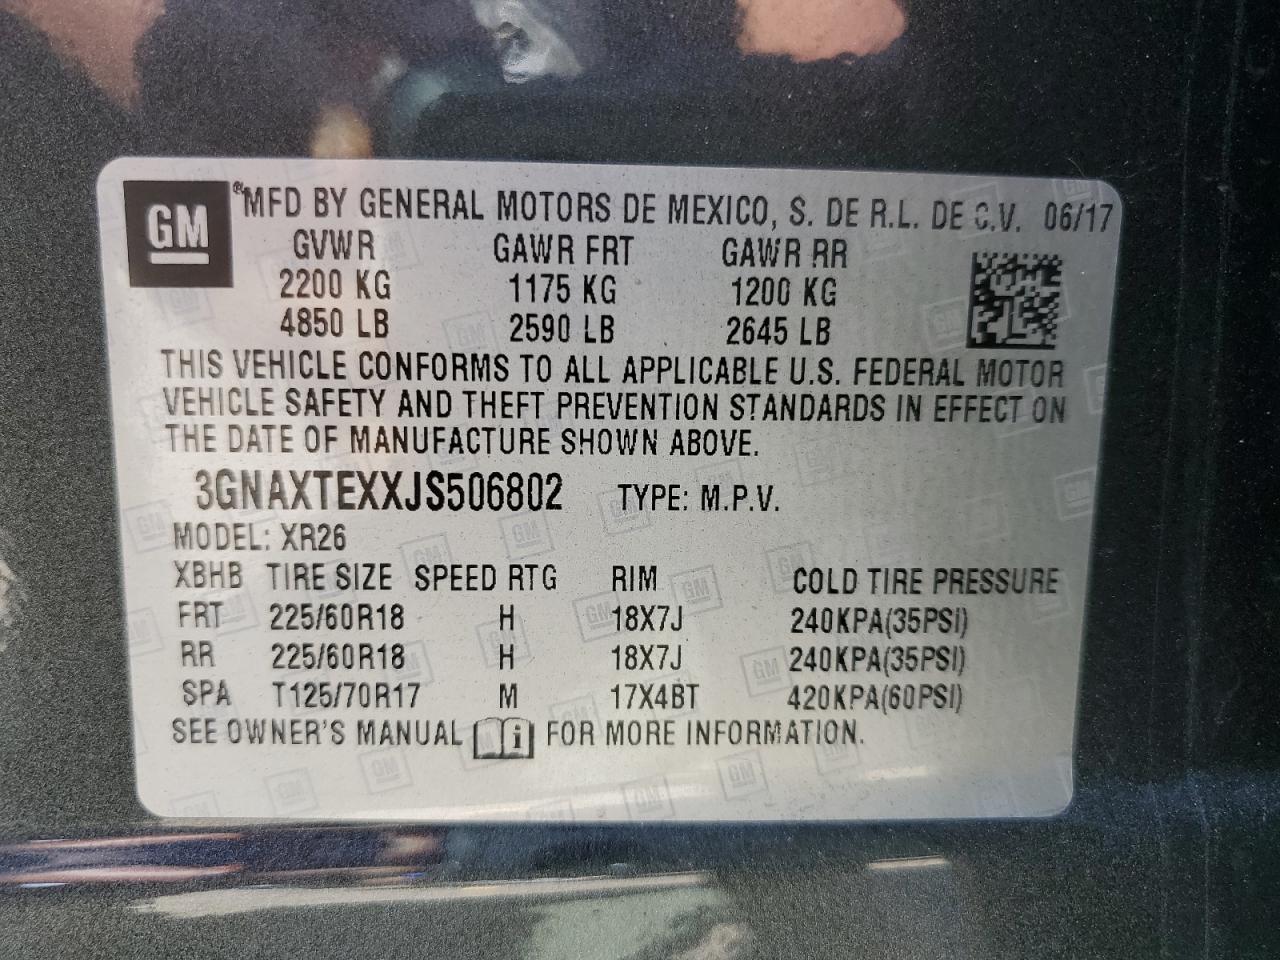 GM ®MFD BY GENERAL MOTORS DE MEXICO, S. DE R.L. DE C.V. 06/17
GVWR GAWR FRT GAWR RR
2200 KG 1175 KG 1200 KG
4850 LB 2590 LB 2645 LB
THIS VEHICLE CONFORMS TO ALL APPLICABLE U.S. FEDERAL MOTOR
VEHICLE SAFETY AND THEFT PREVENTION STANDARDS IN EFFECT ON
THE DATE OF MANUFACTURE SHOWN ABOVE.
3GNAXTEXXJS506802 TYPE: M.P.V.
MODEL: XR26
XBHB TIRE SIZE SPEED RTG RIM COLD TIRE PRESSURE
FRT 225/60R18 H 18X7J 240KPA(35PSI)
RR 225/60R18 H 18X7J 240KPA(35PSI)
SPA T125/70R17 M 17X4BT 420KPA(60PSI)
SEE OWNER'S MANUAL i FOR MORE INFORMATION.